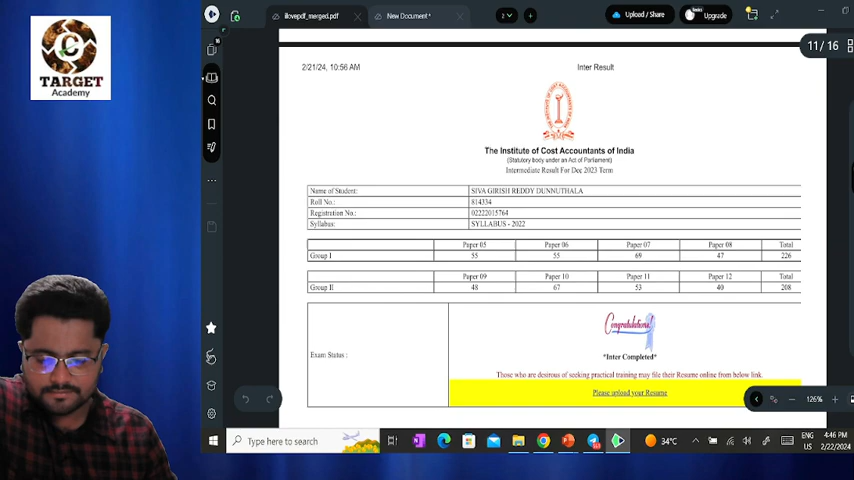 TARGET
Academy
ilovepdf_merged.pdf
New Document *
2
Upload / Share
Basic
Upgrade
11 / 16
2/21/24, 10:56 AM
Inter Result
The Institute of Cost Accountants of India
(Statutory body under an Act of Parliament)
Intermediate Result For Dec 2023 Term
Name of Student: SIVA GIRISH REDDY DUNNUTHALA
Roll No.: 814334
Registration No.: 02222015764
Syllabus: SYLLABUS - 2022
Paper 05 Paper 06 Paper 07 Paper 08 Total
Group I 55 55 69 47 226
Paper 09 Paper 10 Paper 11 Paper 12 Total
Group II 48 67 53 40 208
Congratulations!
Exam Status :
*Inter Completed*
Those who are desirous of seeking practical training may file their Resume online from below link.
Please upload your Resume
126%
Type here to search
34°C
ENG
US
4:46 PM
2/22/2024